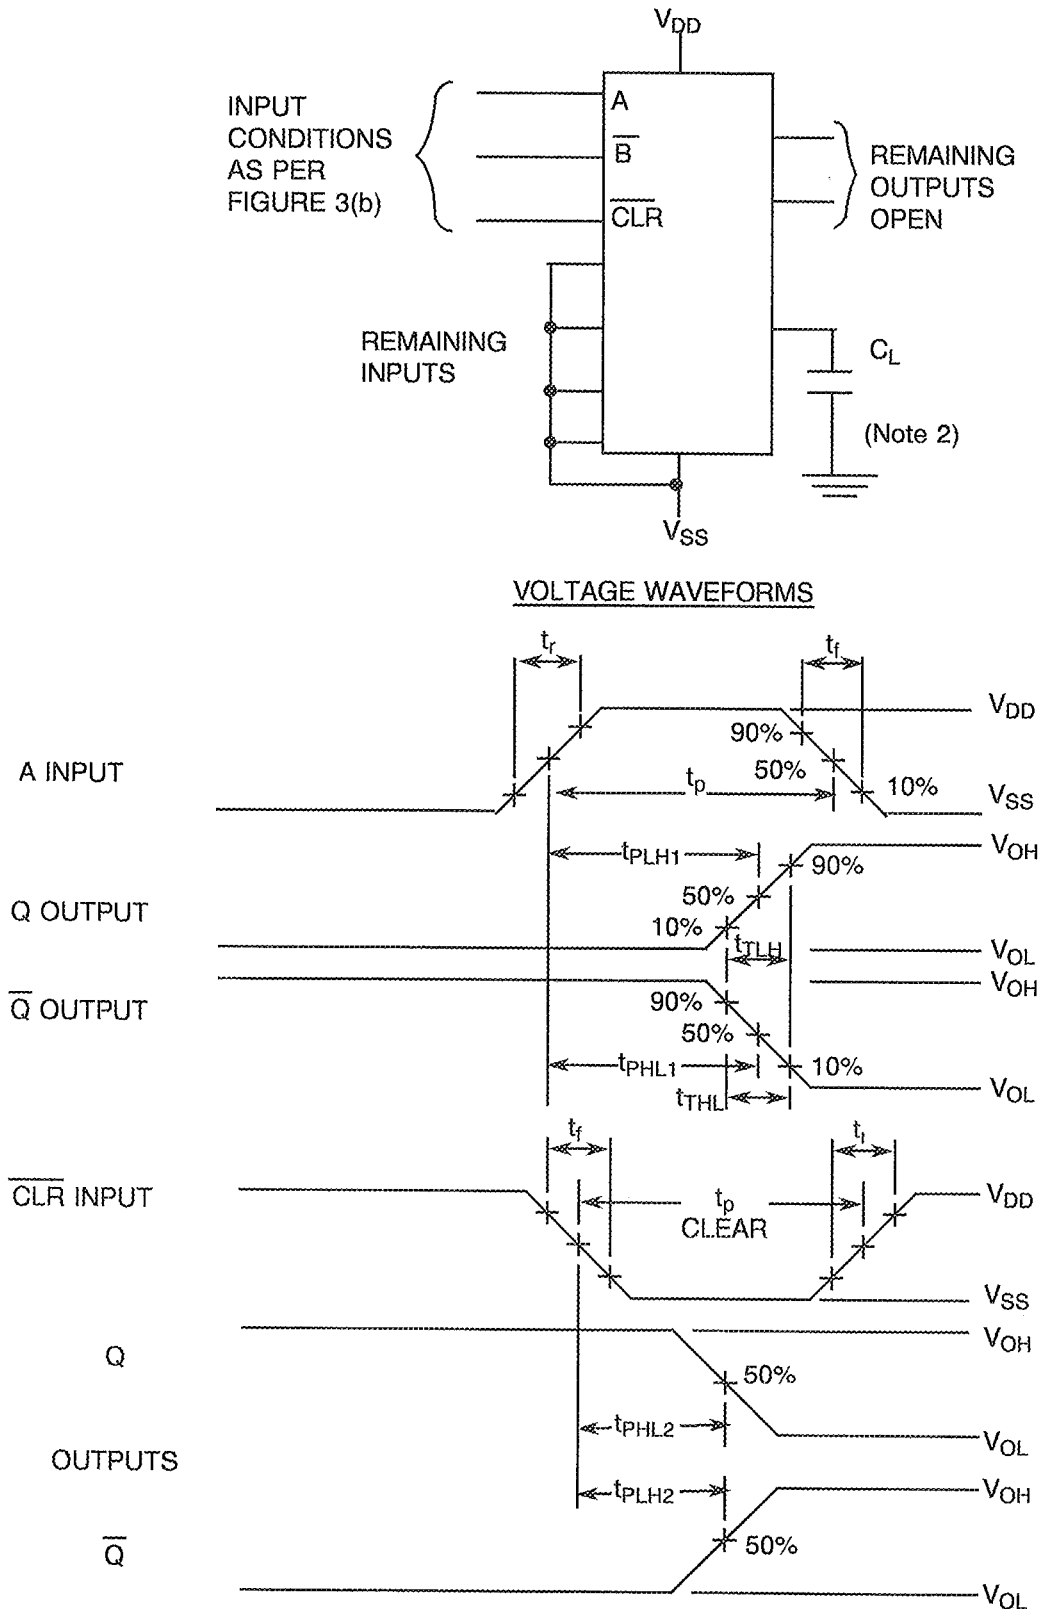 VDD
INPUT
CONDITIONS
AS PER
FIGURE 3(b)
A
B̅
C̅L̅R̅
REMAINING
OUTPUTS
OPEN
REMAINING
INPUTS
CL
(Note 2)
VSS
VOLTAGE WAVEFORMS
tr
tf
VDD
90%
A INPUT
50%
tp
10%
VSS
tPLH1
VOH
90%
50%
Q OUTPUT
10%
tTLH
VOL
VOH
Q̅ OUTPUT
90%
50%
tPHL1
10%
tTHL
VOL
tf
C̅L̅R̅ INPUT
tp
CLEAR
VDD
VSS
Q
VOH
50%
tPHL2
VOL
OUTPUTS
tPLH2
VOH
Q̅
50%
VOL